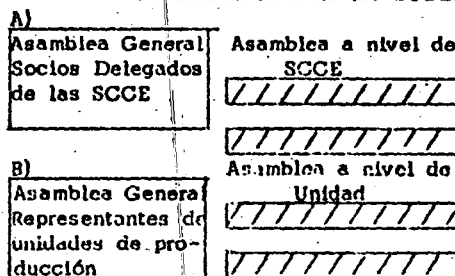 A)
Asamblea General
Socios Delegados
de las SCCE
Asamblea a nivel de
SCCE
B)
Asamblea General
Representantes de
unidades de pro-
ducción
Asamblea a nivel de
Unidad